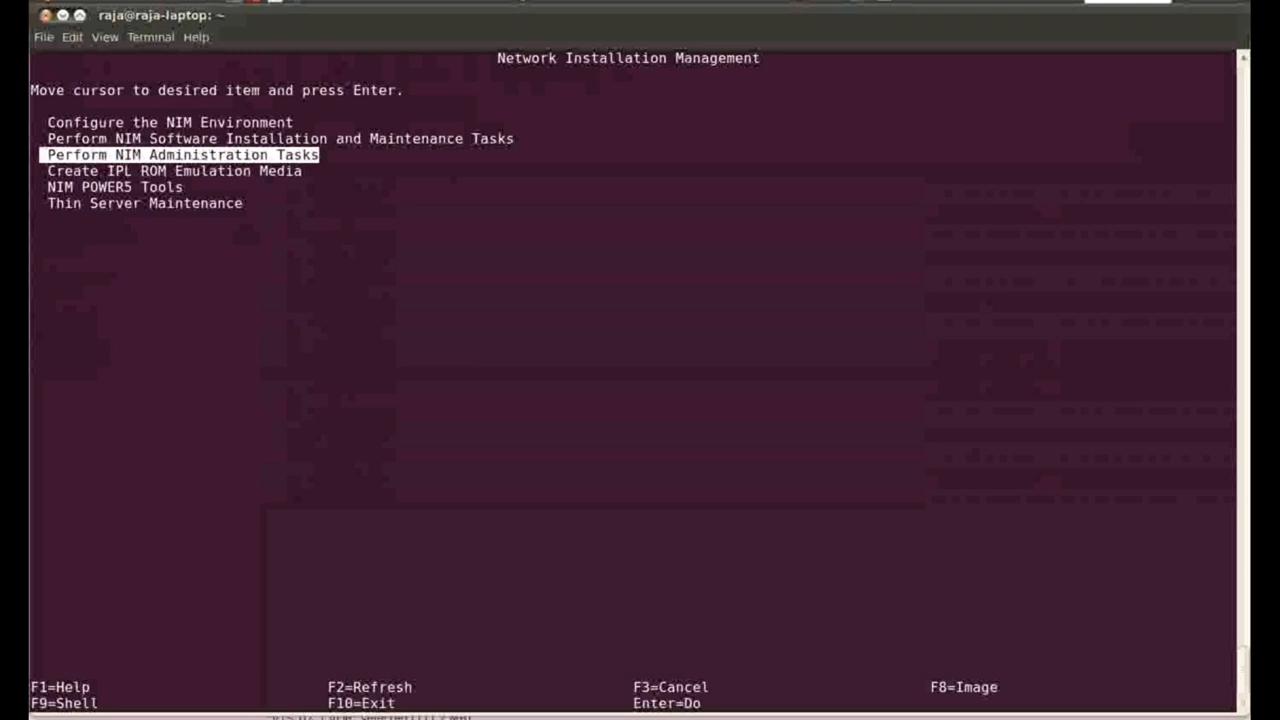 raja@raja-laptop: ~
File Edit View Terminal Help
Network Installation Management
Move cursor to desired item and press Enter.
Configure the NIM Environment
Perform NIM Software Installation and Maintenance Tasks
Perform NIM Administration Tasks
Create IPL ROM Emulation Media
NIM POWER5 Tools
Thin Server Maintenance
F1=Help F2=Refresh F3=Cancel F8=Image
F9=Shell F10=Exit Enter=Do